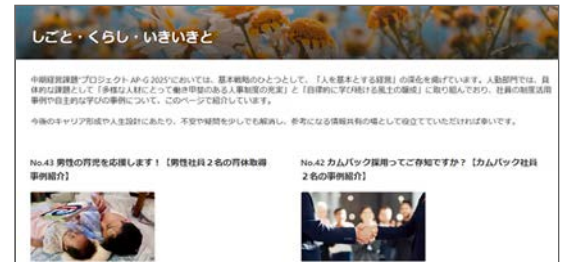 しごと・くらし・いきいきと
中期経営課題"プロジェクト AP-G 2025"においては、基本戦略のひとつとして、「人を基本とする経営」の深化を掲げています。人勤部門では、具
体的な課題として「多様な人材にとって働き甲斐のある人事制度の充実」と「自律的に学び続ける風土の醸成」に取り組んでおり、社員の制度活用
事例や自主的な学びの事例について、このページで紹介しています。
今後のキャリア形成や人生設計にあたり、不安や疑問を少しでも解消し、参考になる情報共有の場として役立てていただければ幸いです。
No.43 男性の育児を応援します！【男性社員２名の育休取得
事例紹介】
No.42 カムバック採用ってご存知ですか？【カムバック社員
２名の事例紹介】